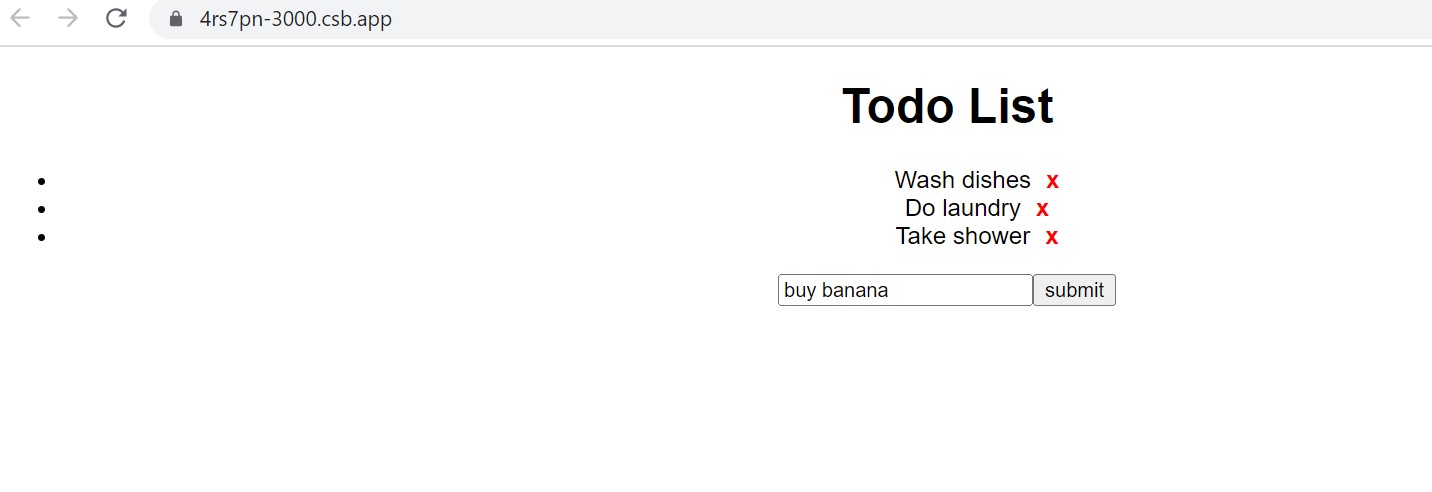 4rs7pn-3000.csb.app
Todo List
Wash dishes x
Do laundry x
Take shower x
buy banana submit